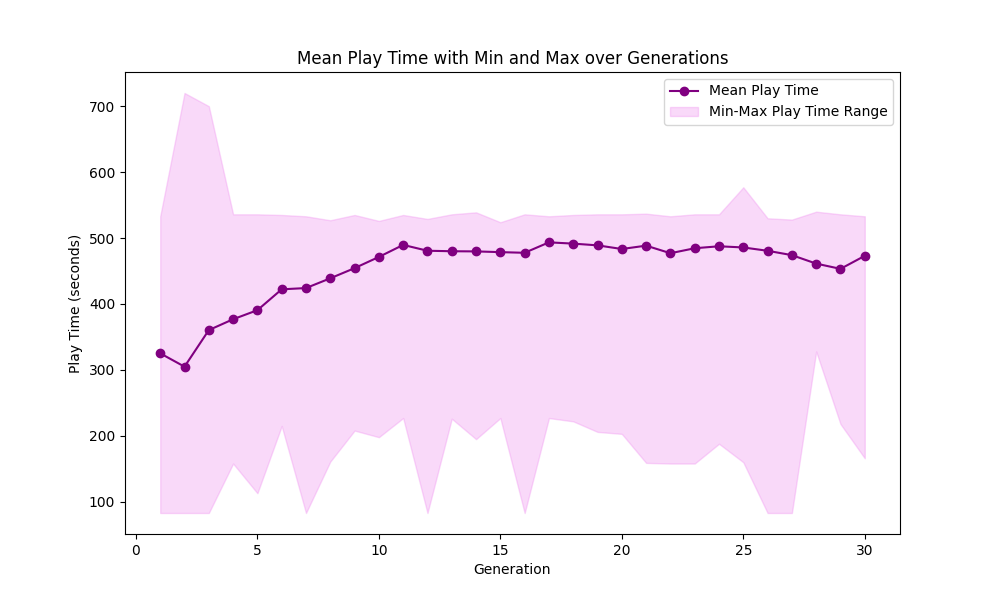 Mean Play Time with Min and Max over Generations
Mean Play Time
Min-Max Play Time Range
Play Time (seconds)
700
600
500
400
300
200
100
0 5 10 15 20 25 30
Generation